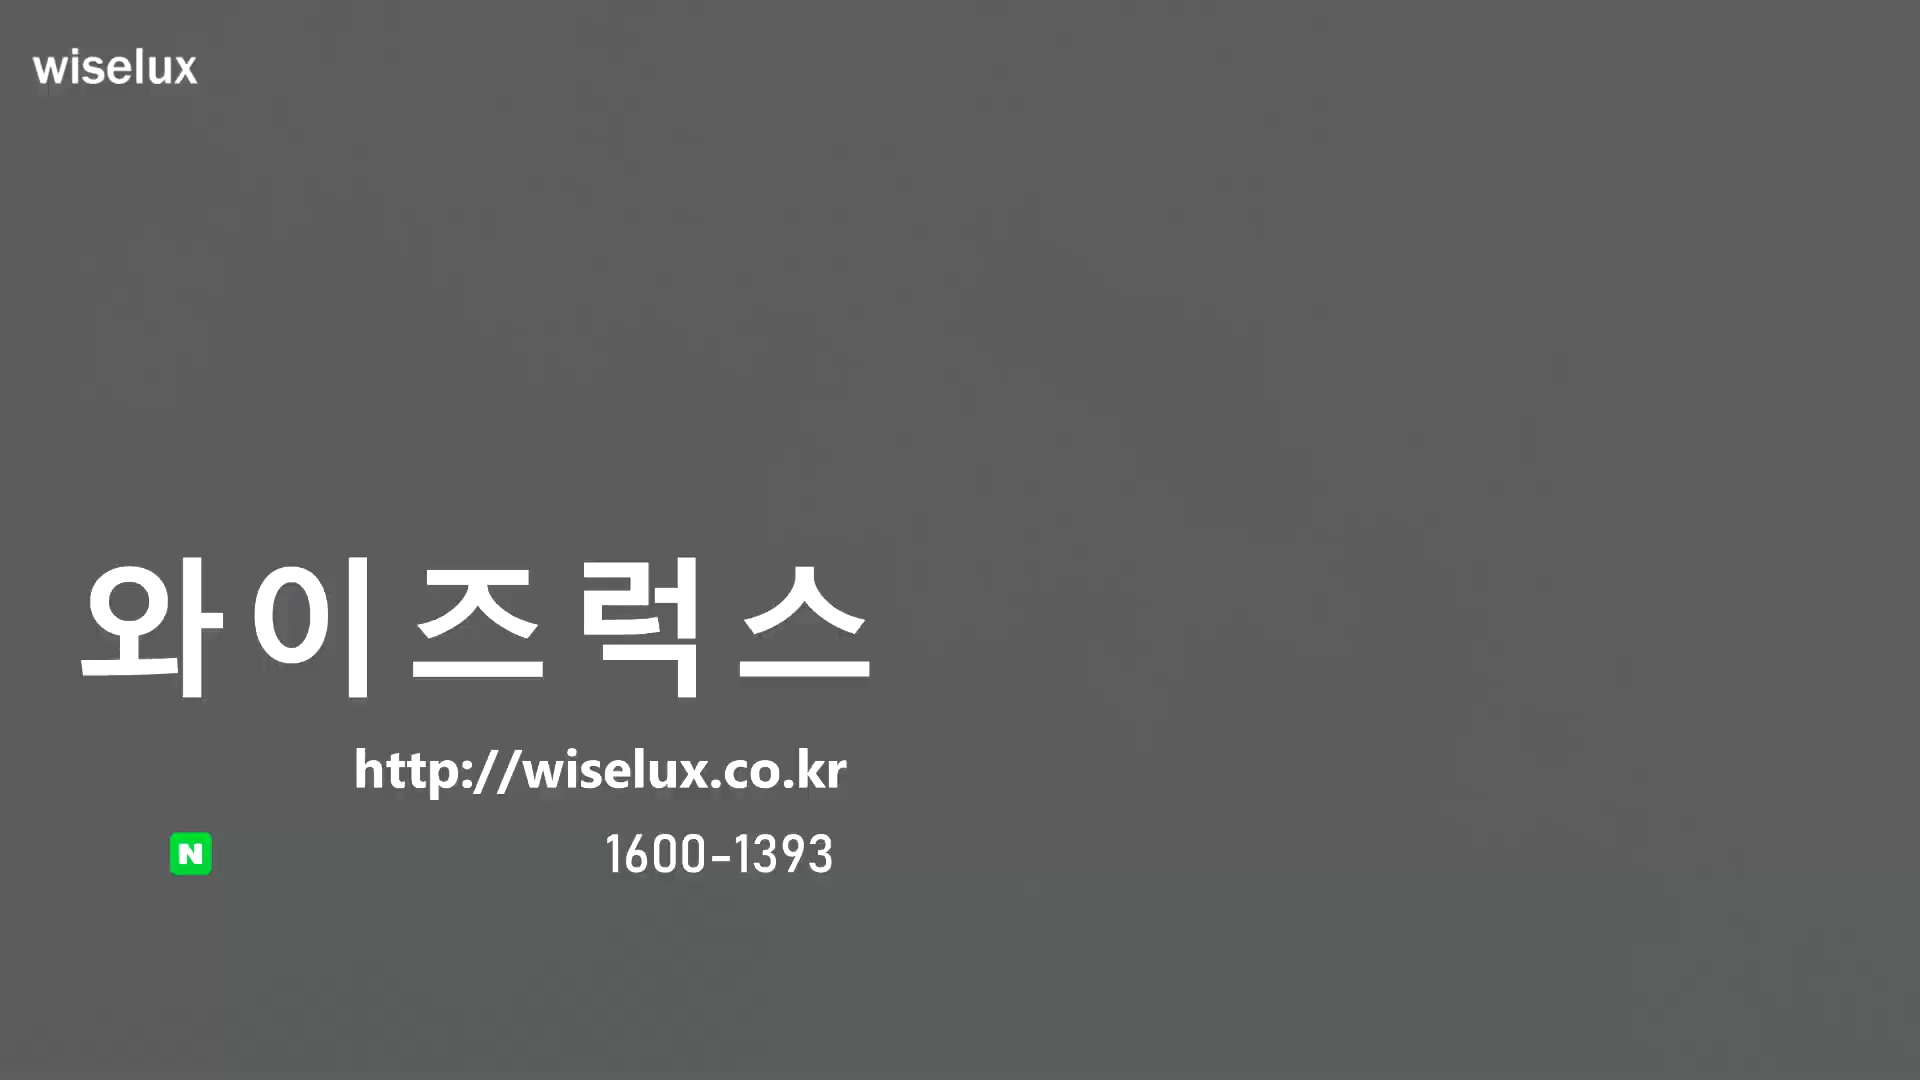 wiselux
와이즈럭스
http://wiselux.co.kr
N 1600-1393